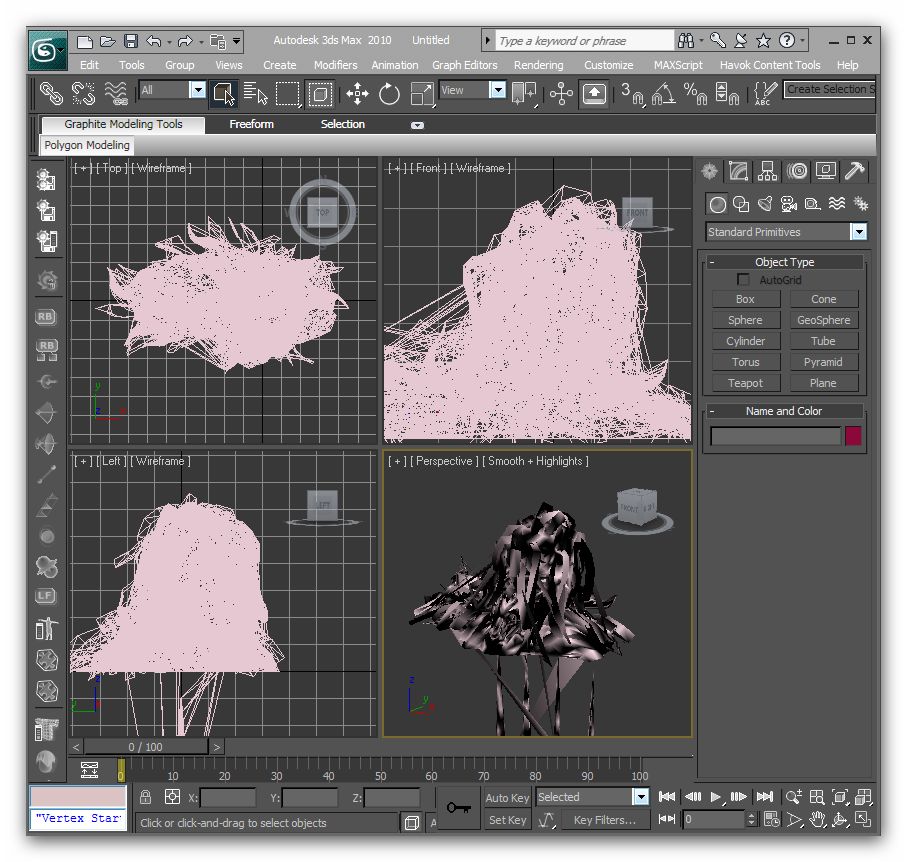 Autodesk 3ds Max 2010 Untitled
Type a keyword or phrase
Edit Tools Group Views Create Modifiers Animation Graph Editors Rendering Customize MAXScript Havok Content Tools Help
All
View
3
%
ABC
Create Selection S
Graphite Modeling Tools Freeform Selection
Polygon Modeling
[ + ] [ Top ] [ Wireframe ]
TOP
[ + ] [ Front ] [ Wireframe ]
FRONT
Standard Primitives
- Object Type
AutoGrid
Box Cone
Sphere GeoSphere
Cylinder Tube
Torus Pyramid
Teapot Plane
- Name and Color
RB
RB
LF
y
z x
[ + ] [ Left ] [ Wireframe ]
LEFT
z
y
[ + ] [ Perspective ] [ Smooth + Highlights ]
FRONT
z
y
x
< 0 / 100 >
0 10 20 30 40 50 60 70 80 90 100
X: Y: Z:
Auto Key Selected
"Vertex Star
Click or click-and-drag to select objects
A
Set Key Key Filters...
0